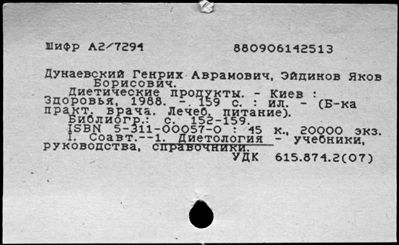 Шифр А2/7294 880906142513
Дунаевский Генрих Аврамович, Эйдинов Яков
Борисович.
Диетические продукты. - Киев :
Здоровья, 1988. - 159 с. : ил. - (Б-ка
практ. врача. Лечеб. питание).
Библиогр.: с. 152-159.
ISBN 5-311-00057-0 : 45 к., 20000 экз.
I. Соавт.--1. Диетология - учебники,
руководства, справочники.
УДК 615.874.2(07)